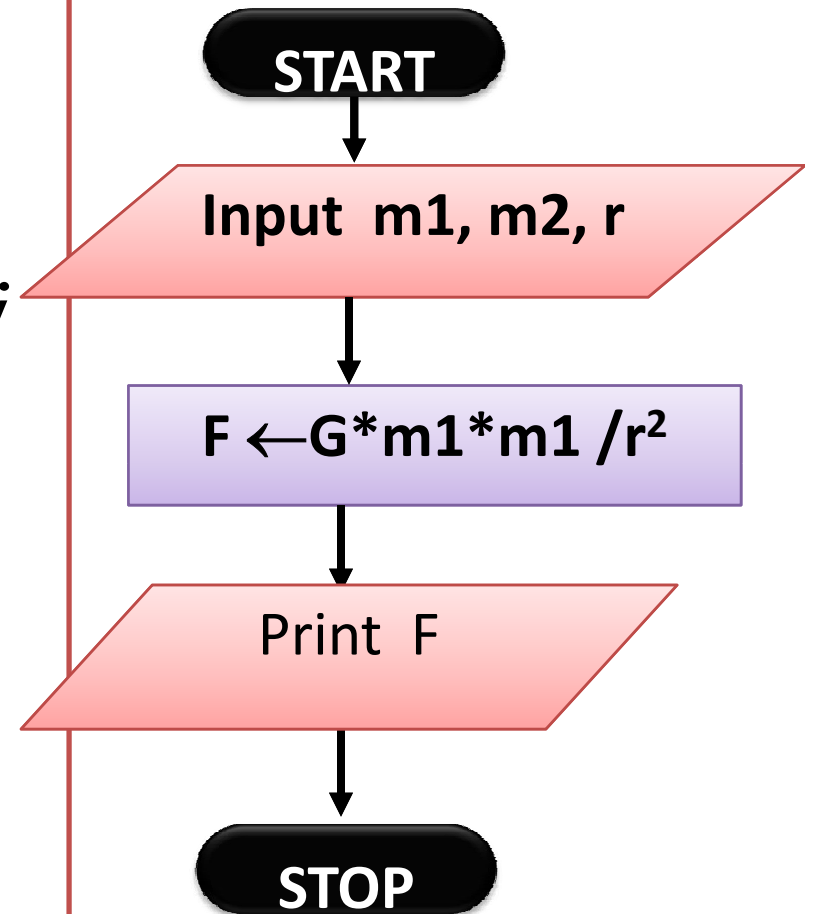 START
Input m1, m2, r
;
F ←G*m1*m1 /r²
Print F
STOP